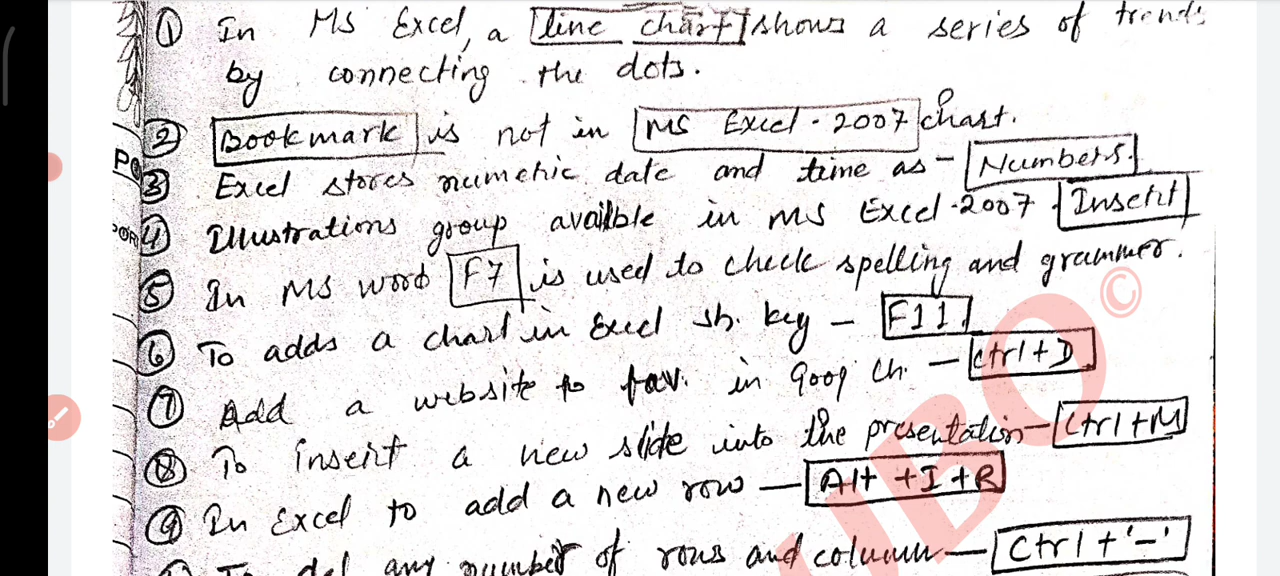 ① In MS Excel, a line chart shows a series of trends
by connecting the dots.
② Bookmark is not in MS Excel-2007 chart.
③ Excel stores numeric date and time as - Numbers.
④ Illustrations group availble in MS Excel-2007. Insert
⑤ In MS word F7 is used to check spelling and grammer.
⑥ To adds a chart in Excel sh. key - F11.
⑦ Add a website to fav. in Goog Ch. - Ctrl+D
⑧ To insert a new slide into the presentation - Ctrl+M
⑨ In Excel to add a new row - Alt+I+R
To del any number of rows and column - Ctrl+'-'
©